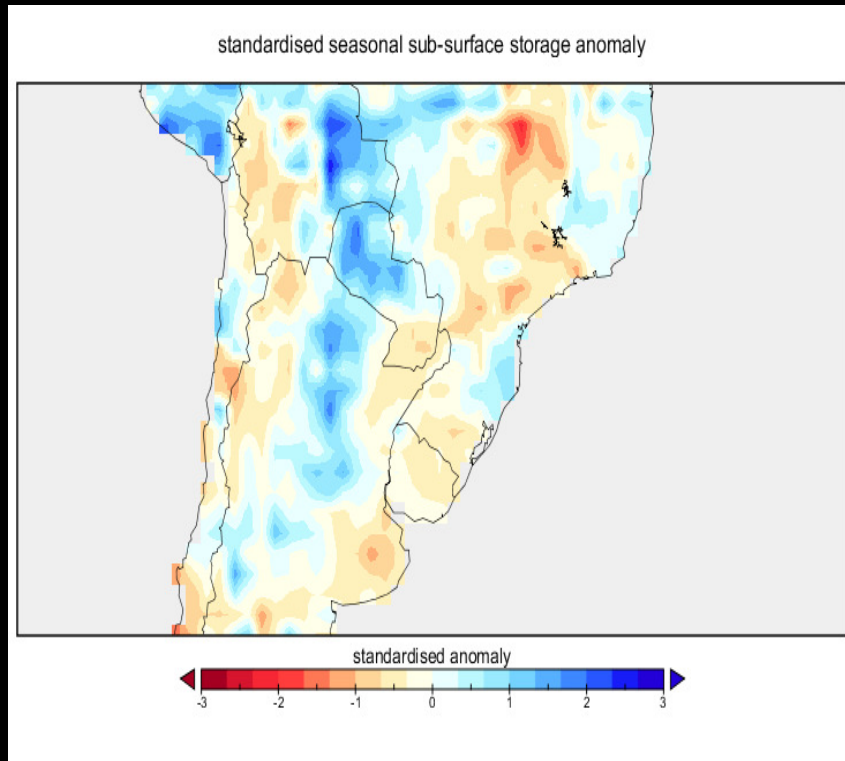 standardised seasonal sub-surface storage anomaly
standardised anomaly
-3 -2 -1 0 1 2 3